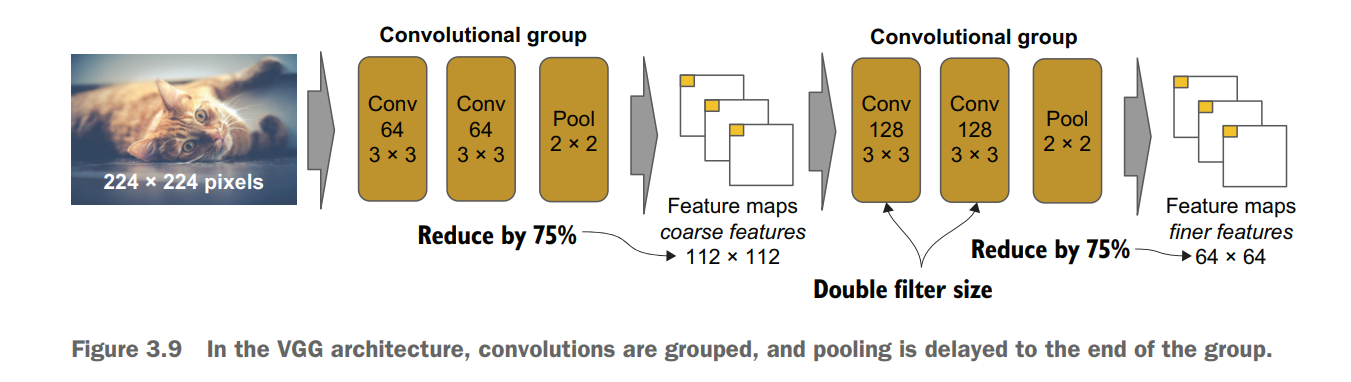 Convolutional group
Convolutional group
224 × 224 pixels
Conv
64
3 × 3
Conv
64
3 × 3
Pool
2 × 2
Feature maps
coarse features
112 × 112
Reduce by 75%
Conv
128
3 × 3
Conv
128
3 × 3
Pool
2 × 2
Feature maps
finer features
64 × 64
Reduce by 75%
Double filter size
Figure 3.9 In the VGG architecture, convolutions are grouped, and pooling is delayed to the end of the group.